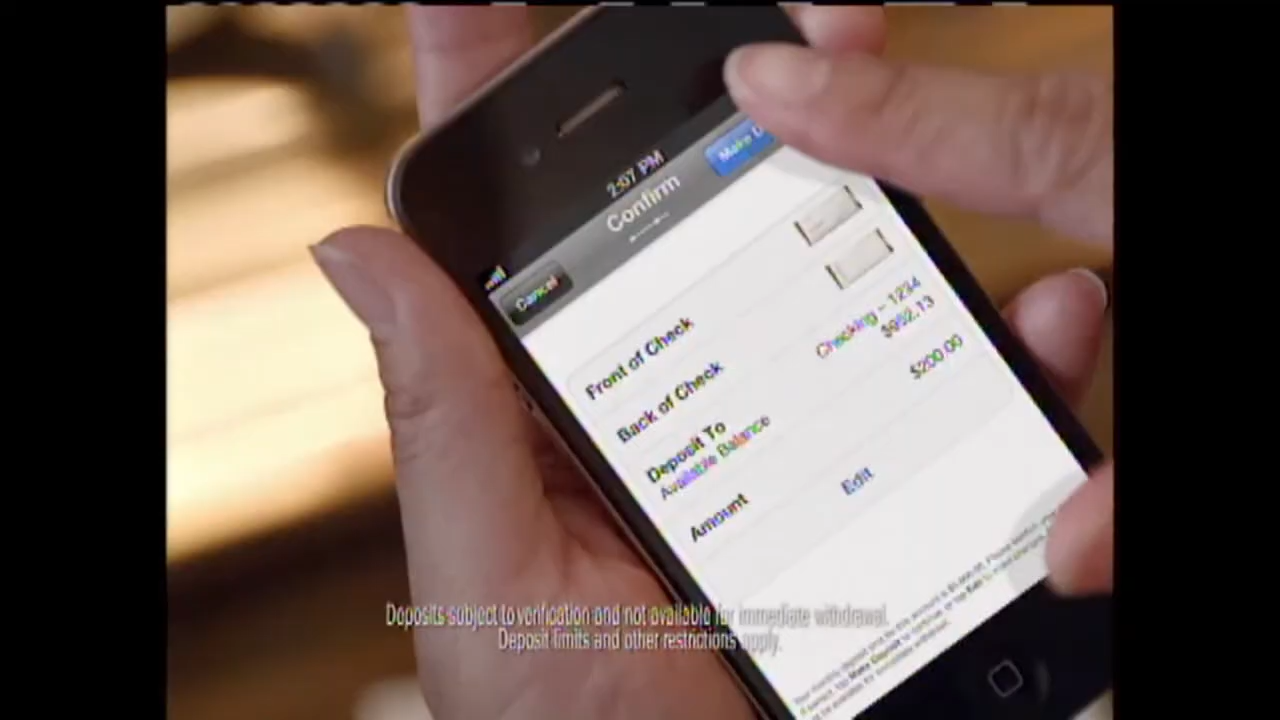 2:07 PM
Confirm
Cancel
Make D
Front of Check
Back of Check
Deposit To
Checking - 1234
Available Balance
$962.13
Amount
$200.00
Edit
Deposits subject to verification and not available for immediate withdrawal.
Deposit limits and other restrictions apply.